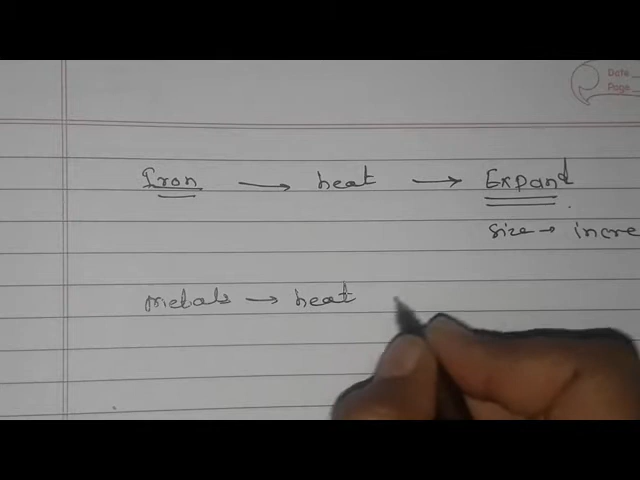 Date
Page
Iron → heat → Expand
size → incre
metals → heat